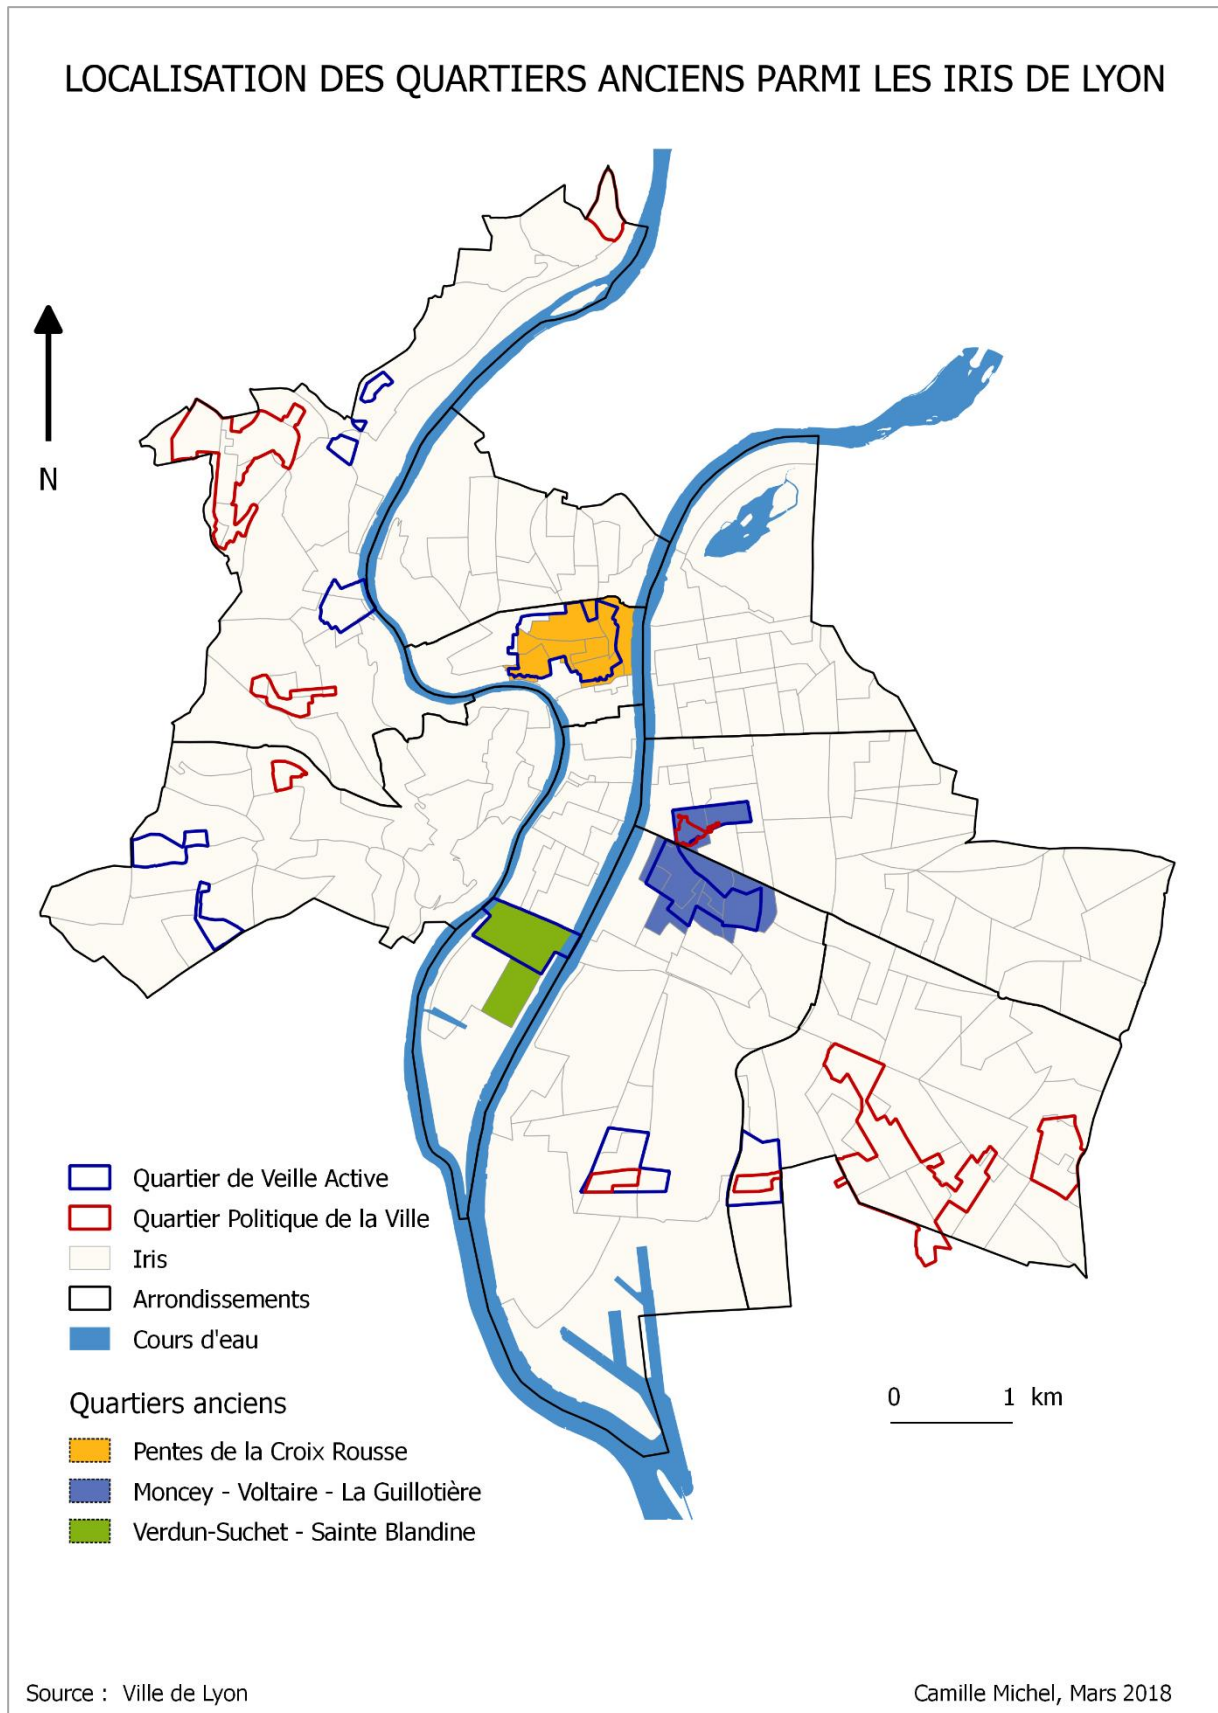 LOCALISATION DES QUARTIERS ANCIENS PARMI LES IRIS DE LYON
N
Quartier de Veille Active
Quartier Politique de la Ville
Iris
Arrondissements
Cours d'eau
Quartiers anciens
Pentes de la Croix Rousse
Moncey - Voltaire - La Guillotière
Verdun-Suchet - Sainte Blandine
0 1 km
Source : Ville de Lyon
Camille Michel, Mars 2018